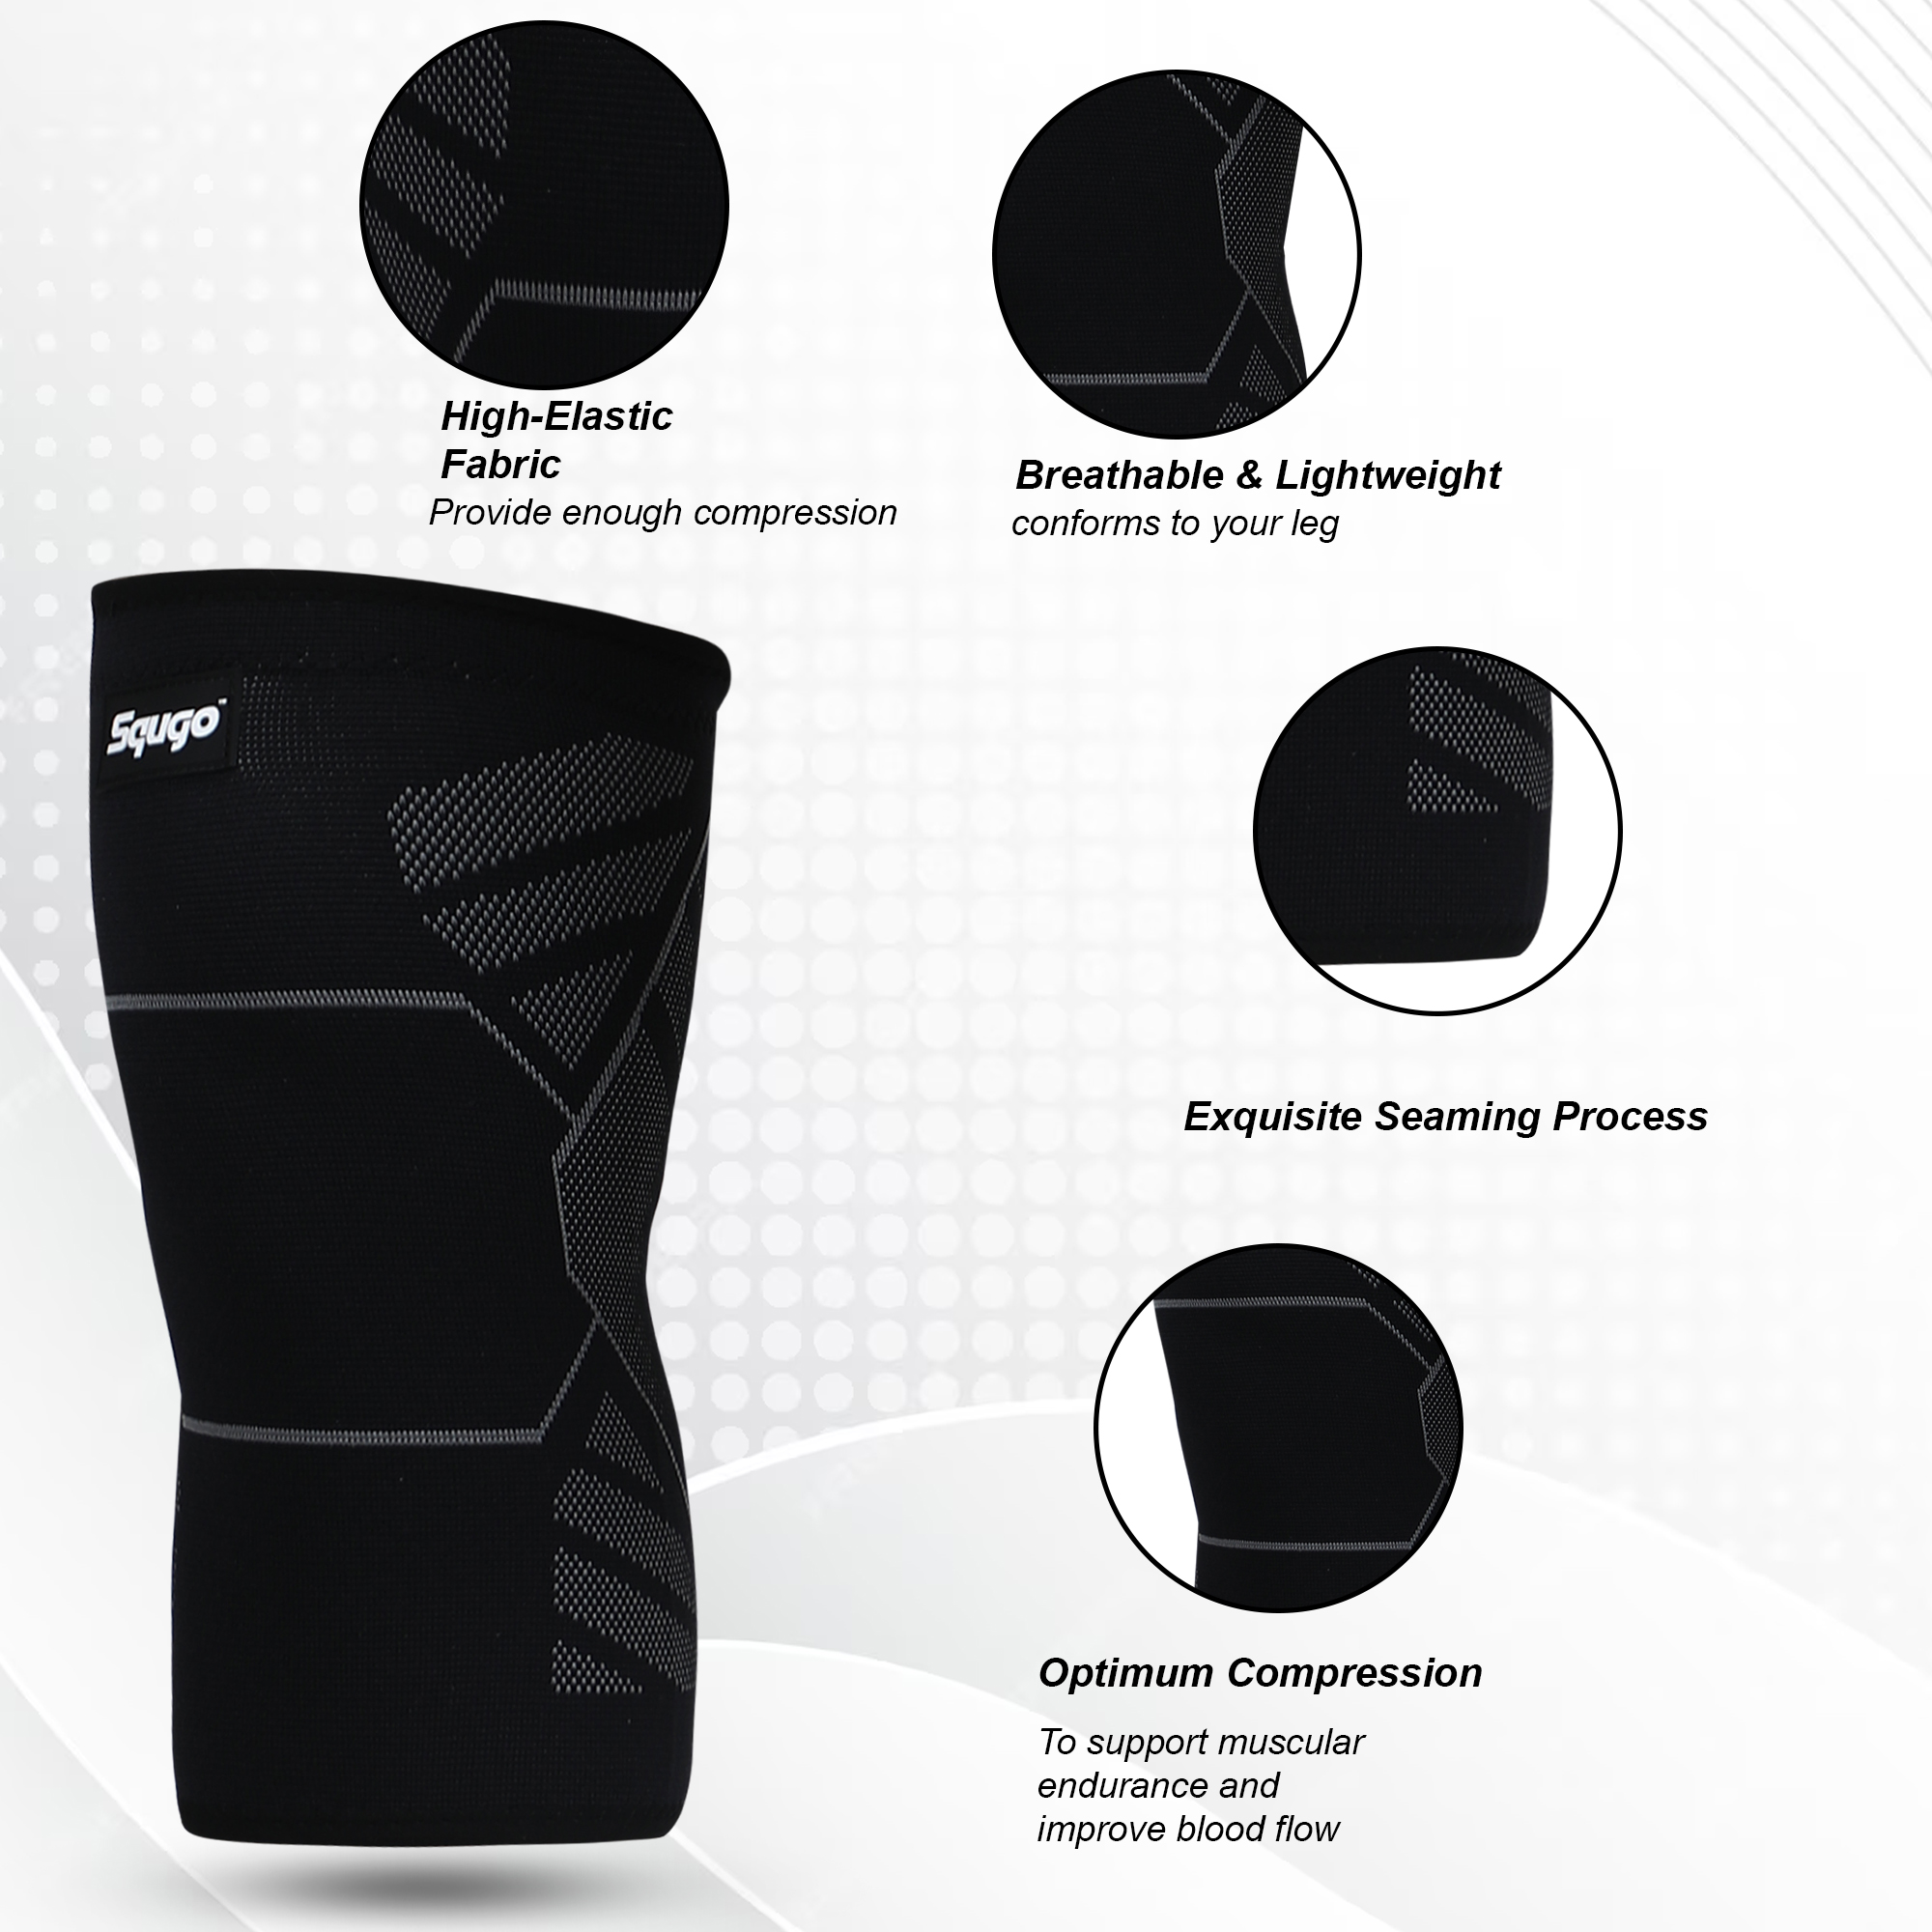 High-Elastic
Fabric
Provide enough compression
Breathable & Lightweight
conforms to your leg
Squgo™
Exquisite Seaming Process
Optimum Compression
To support muscular
endurance and
improve blood flow